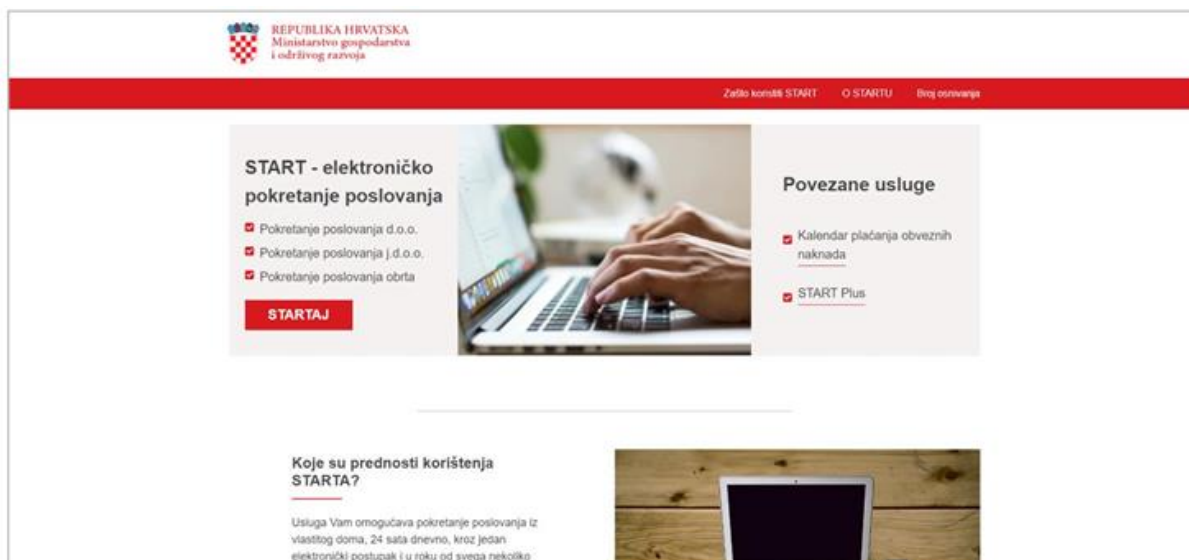 REPUBLIKA HRVATSKA
Ministarstvo gospodarstva
i održivog razvoja
Zašto koristiti START
O STARTU
Broj osnivanja
START - elektroničko
pokretanje poslovanja
Pokretanje poslovanja d.o.o.
Pokretanje poslovanja j.d.o.o.
Pokretanje poslovanja obrta
STARTAJ
Povezane usluge
Kalendar plaćanja obveznih
naknada
START Plus
Koje su prednosti korištenja
STARTA?
Usluga Vam omogućava pokretanje poslovanja iz
vlastitog doma, 24 sata dnevno, kroz jedan
elektronički postupak i u roku od svega nekoliko